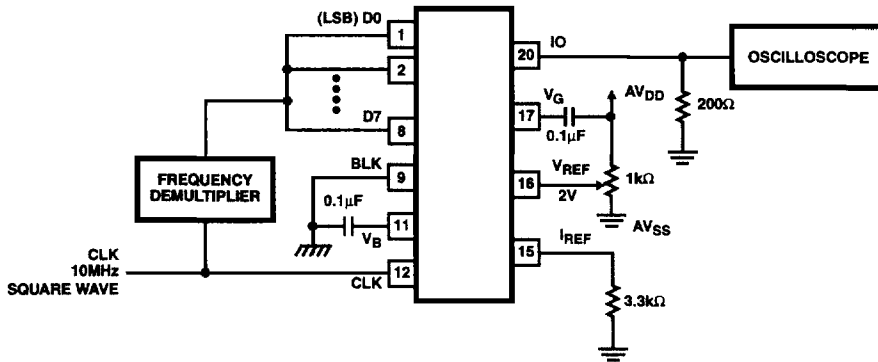 (LSB) D0
1
2
D7
8
BLK
9
0.1µF
VB
11
CLK
10MHz
SQUARE WAVE
12
CLK
FREQUENCY
DEMULTIPLIER
IO
20
OSCILLOSCOPE
200Ω
VG
17
0.1µF
AVDD
VREF
16
2V
1kΩ
AVSS
IREF
15
3.3kΩ